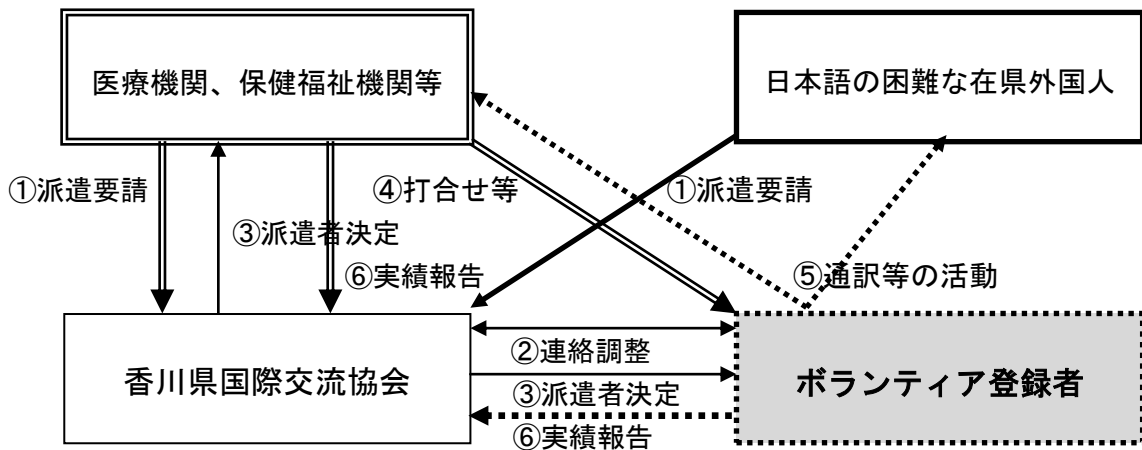 医療機関、保健福祉機関等
日本語の困難な在県外国人
①派遣要請
④打合せ等
①派遣要請
③派遣者決定
⑥実績報告
⑤通訳等の活動
香川県国際交流協会
②連絡調整
③派遣者決定
⑥実績報告
ボランティア登録者